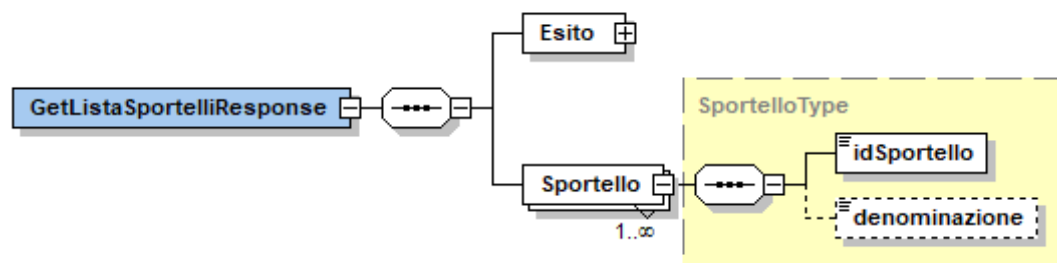 Esito
GetListaSportelliResponse
SportelloType
idSportello
Sportello
denominazione
1..∞